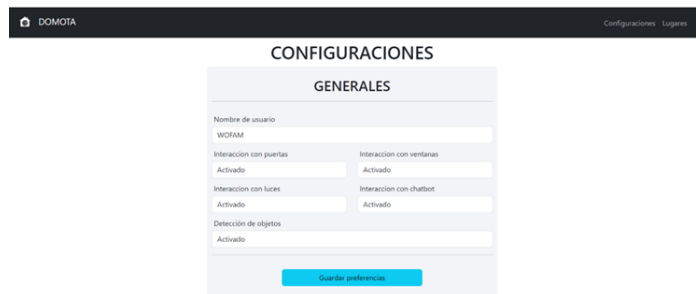 DOMOTA
Configuraciones Lugares
CONFIGURACIONES
GENERALES
Nombre de usuario
WOFAM
Interaccion con puertas
Interaccion con ventanas
Activado
Activado
Interaccion con luces
Interaccion con chatbot
Activado
Activado
Detección de objetos
Activado
Guardar preferencias